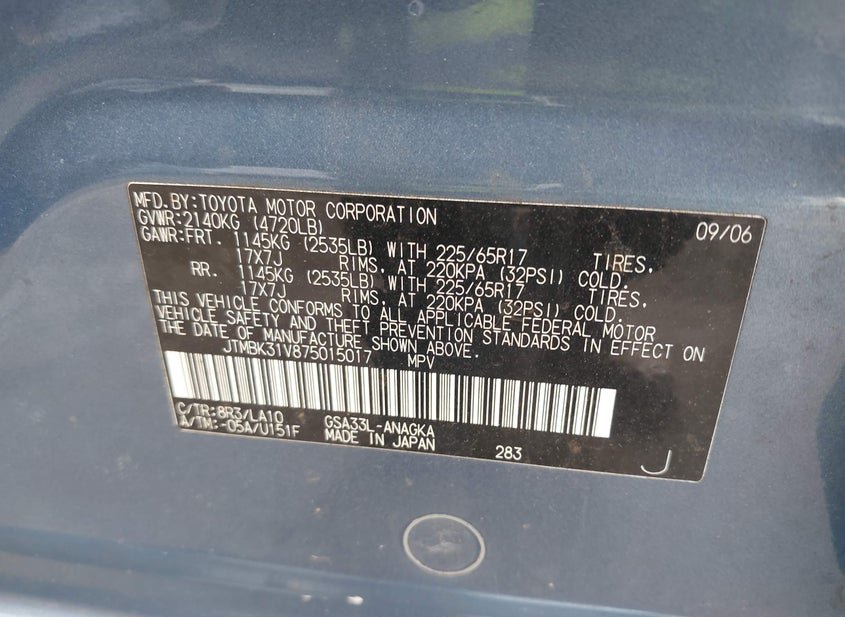 MFD.BY:TOYOTA MOTOR CORPORATION 09/06
GVWR:2140KG (4720LB)
GAWR:FRT. 1145KG (2535LB) WITH 225/65R17 TIRES,
17X7J RIMS, AT 220KPA (32PSI) COLD.
RR. 1145KG (2535LB) WITH 225/65R17 TIRES,
17X7J RIMS, AT 220KPA (32PSI) COLD.
THIS VEHICLE CONFORMS TO ALL APPLICABLE FEDERAL MOTOR
VEHICLE SAFETY AND THEFT PREVENTION STANDARDS IN EFFECT ON
THE DATE OF MANUFACTURE SHOWN ABOVE.
JTMBK31V875015017 MPV
C/TR:8R3/LA10 GSA33L-ANAGKA
A/TM:-05A/U151F MADE IN JAPAN 283
J